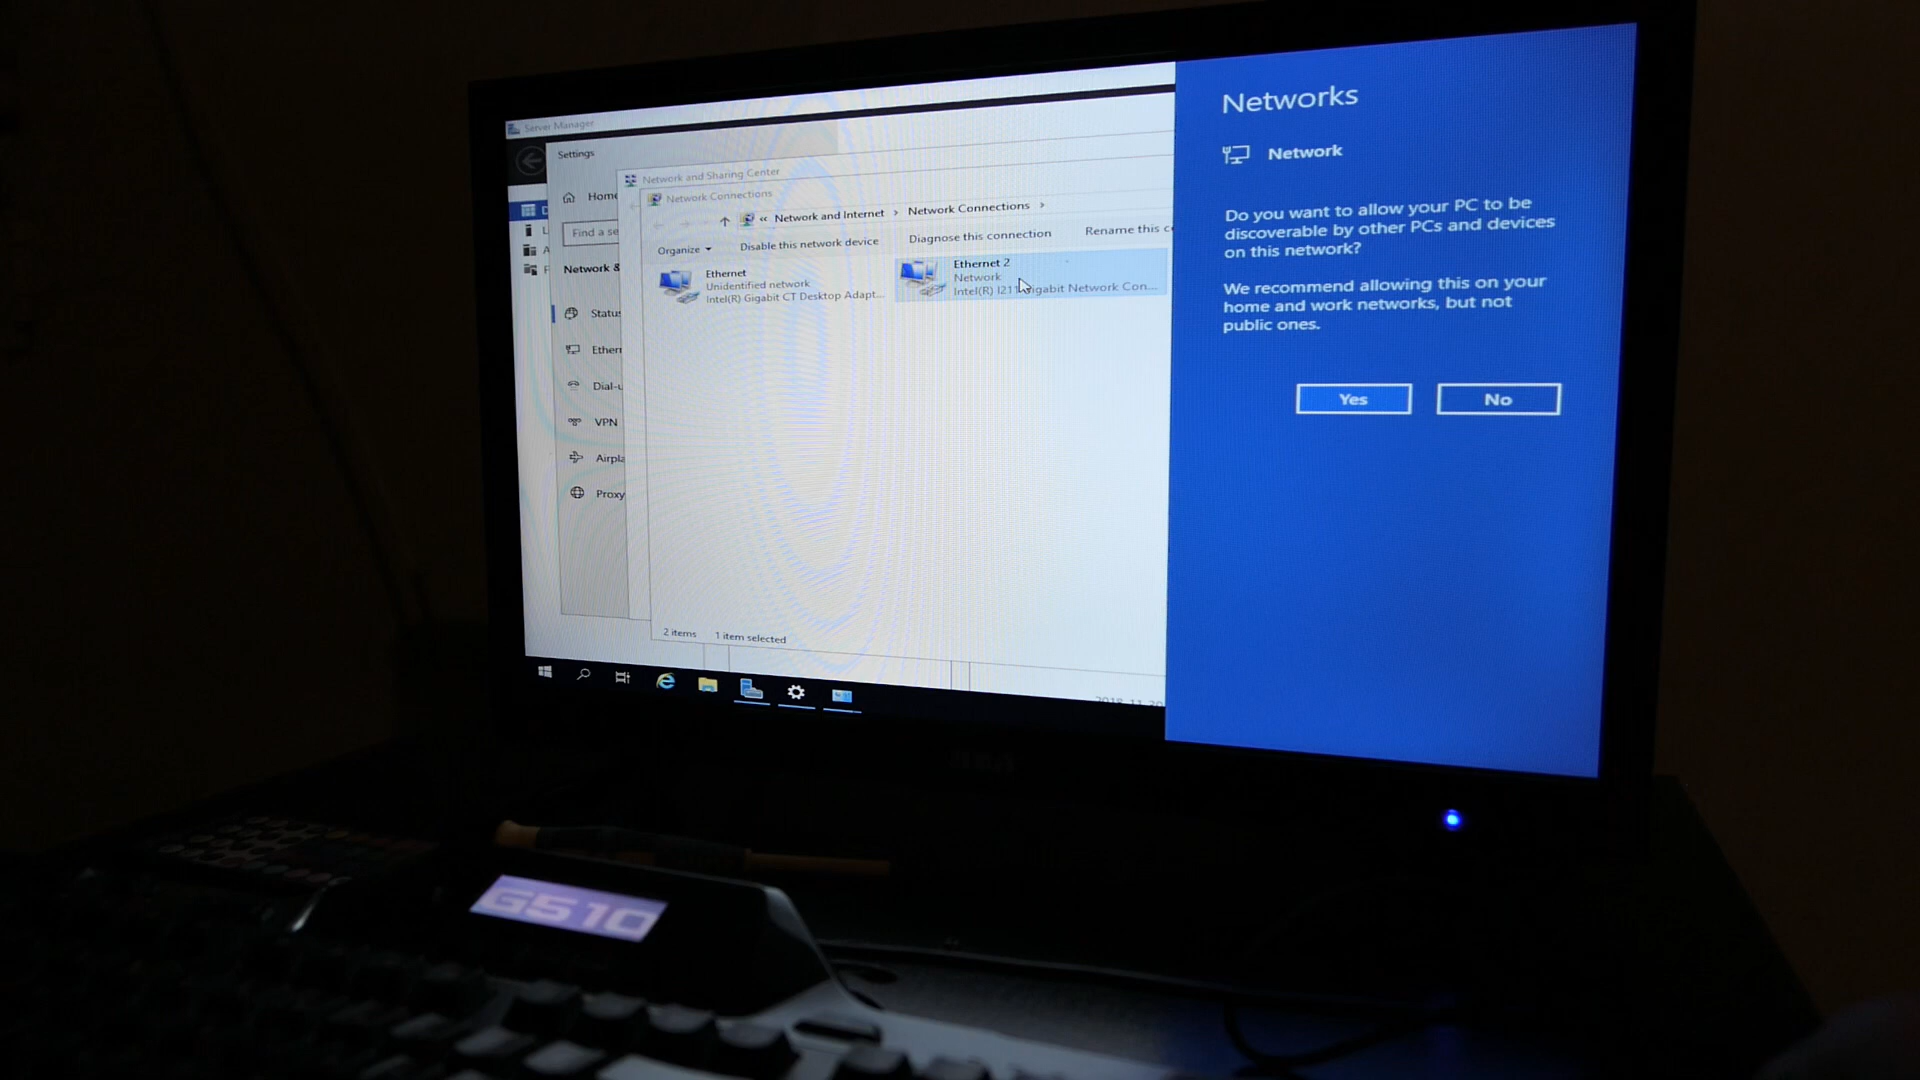 Server Manager
Settings
Home
Find a se
Network &
Status
Ethern
Dial-u
VPN
Airpla
Proxy
Network and Sharing Center
Network Connections
« Network and Internet › Network Connections ›
Organize
Disable this network device
Diagnose this connection
Rename this c
Ethernet
Unidentified network
Intel(R) Gigabit CT Desktop Adapt...
Ethernet 2
Network
Intel(R) I211 Gigabit Network Con...
2 items
1 item selected
Networks
Network
Do you want to allow your PC to be
discoverable by other PCs and devices
on this network?
We recommend allowing this on your
home and work networks, but not
public ones.
Yes
No
G510